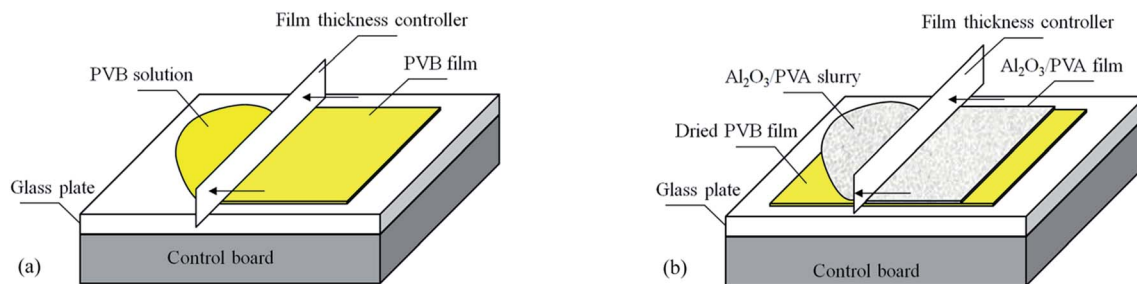 Film thickness controller
PVB solution
PVB film
Glass plate
Control board
(a)
Film thickness controller
Al₂O₃/PVA slurry
Al₂O₃/PVA film
Dried PVB film
Glass plate
Control board
(b)